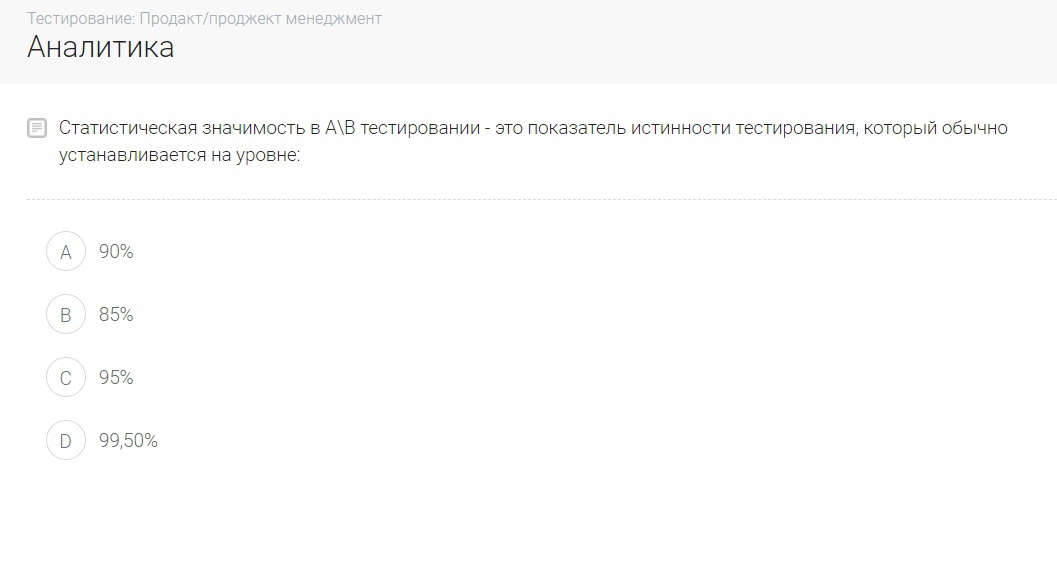 Тестирование: Продакт/проджект менеджмент
Аналитика
Статистическая значимость в A\B тестировании - это показатель истинности тестирования, который обычно
устанавливается на уровне:
A 90%
B 85%
C 95%
D 99,50%